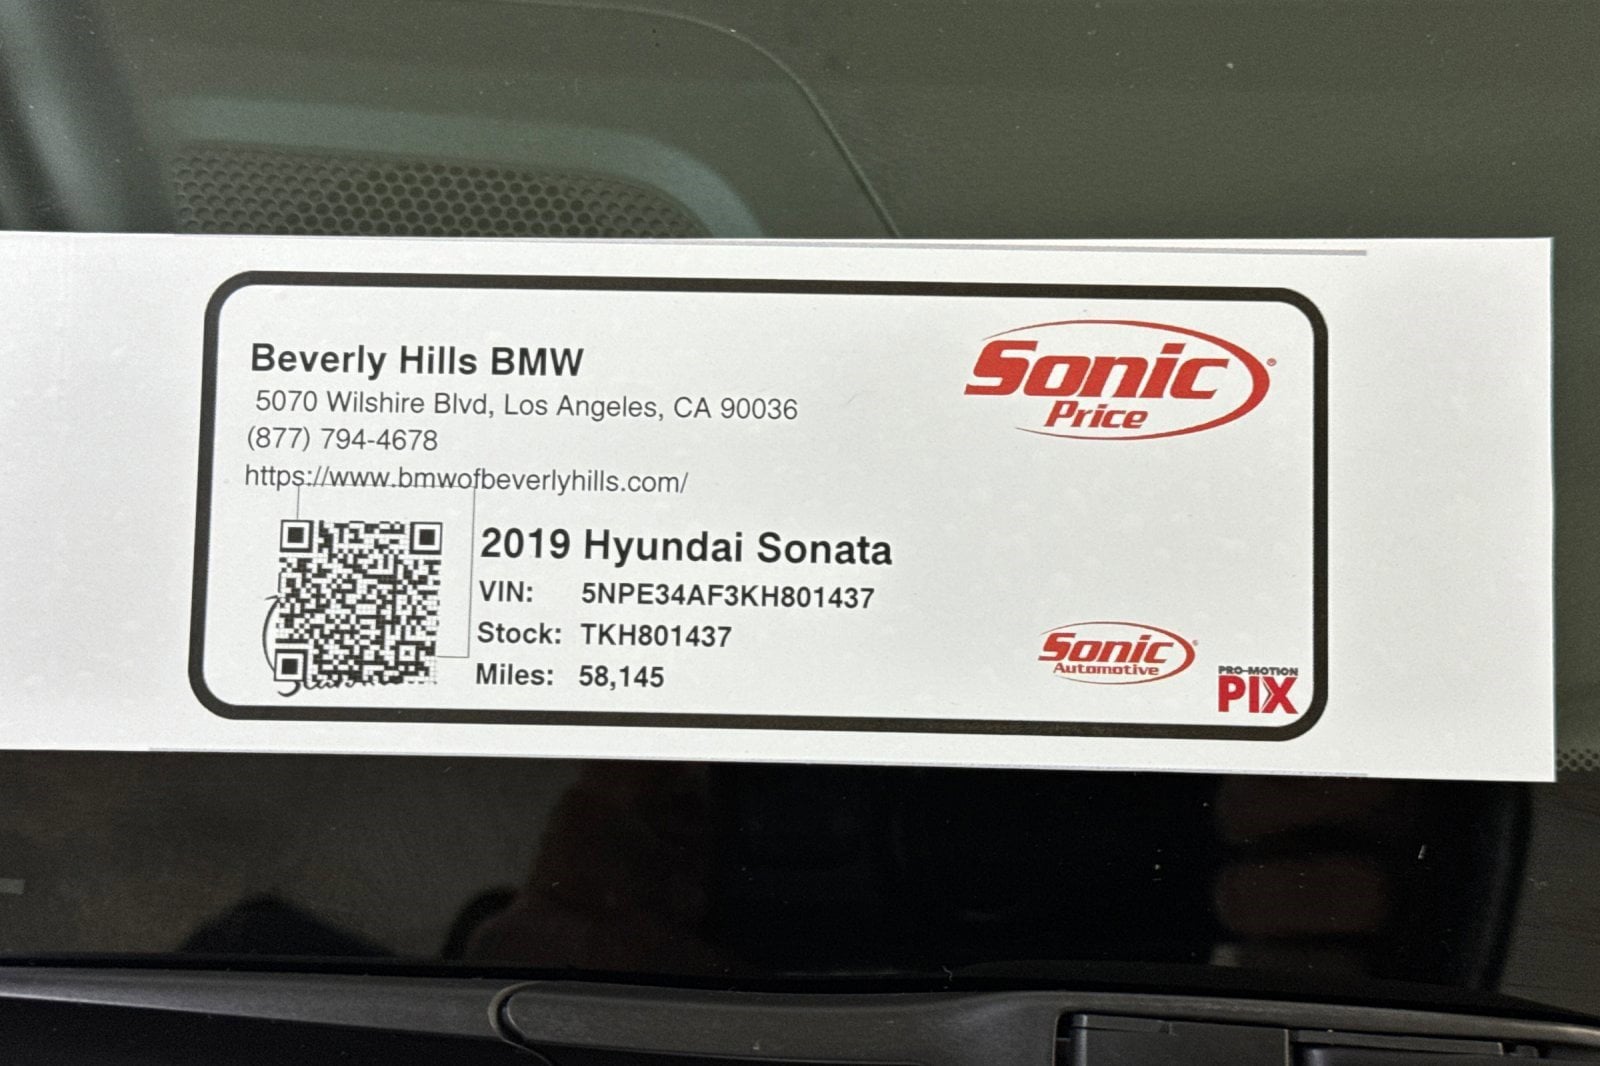 Beverly Hills BMW
5070 Wilshire Blvd, Los Angeles, CA 90036
(877) 794-4678
https://www.bmwofbeverlyhills.com/
Sonic®
Price
2019 Hyundai Sonata
VIN: 5NPE34AF3KH801437
Stock: TKH801437
Miles: 58,145
Sonic®
Automotive
PRO-MOTION
PIX